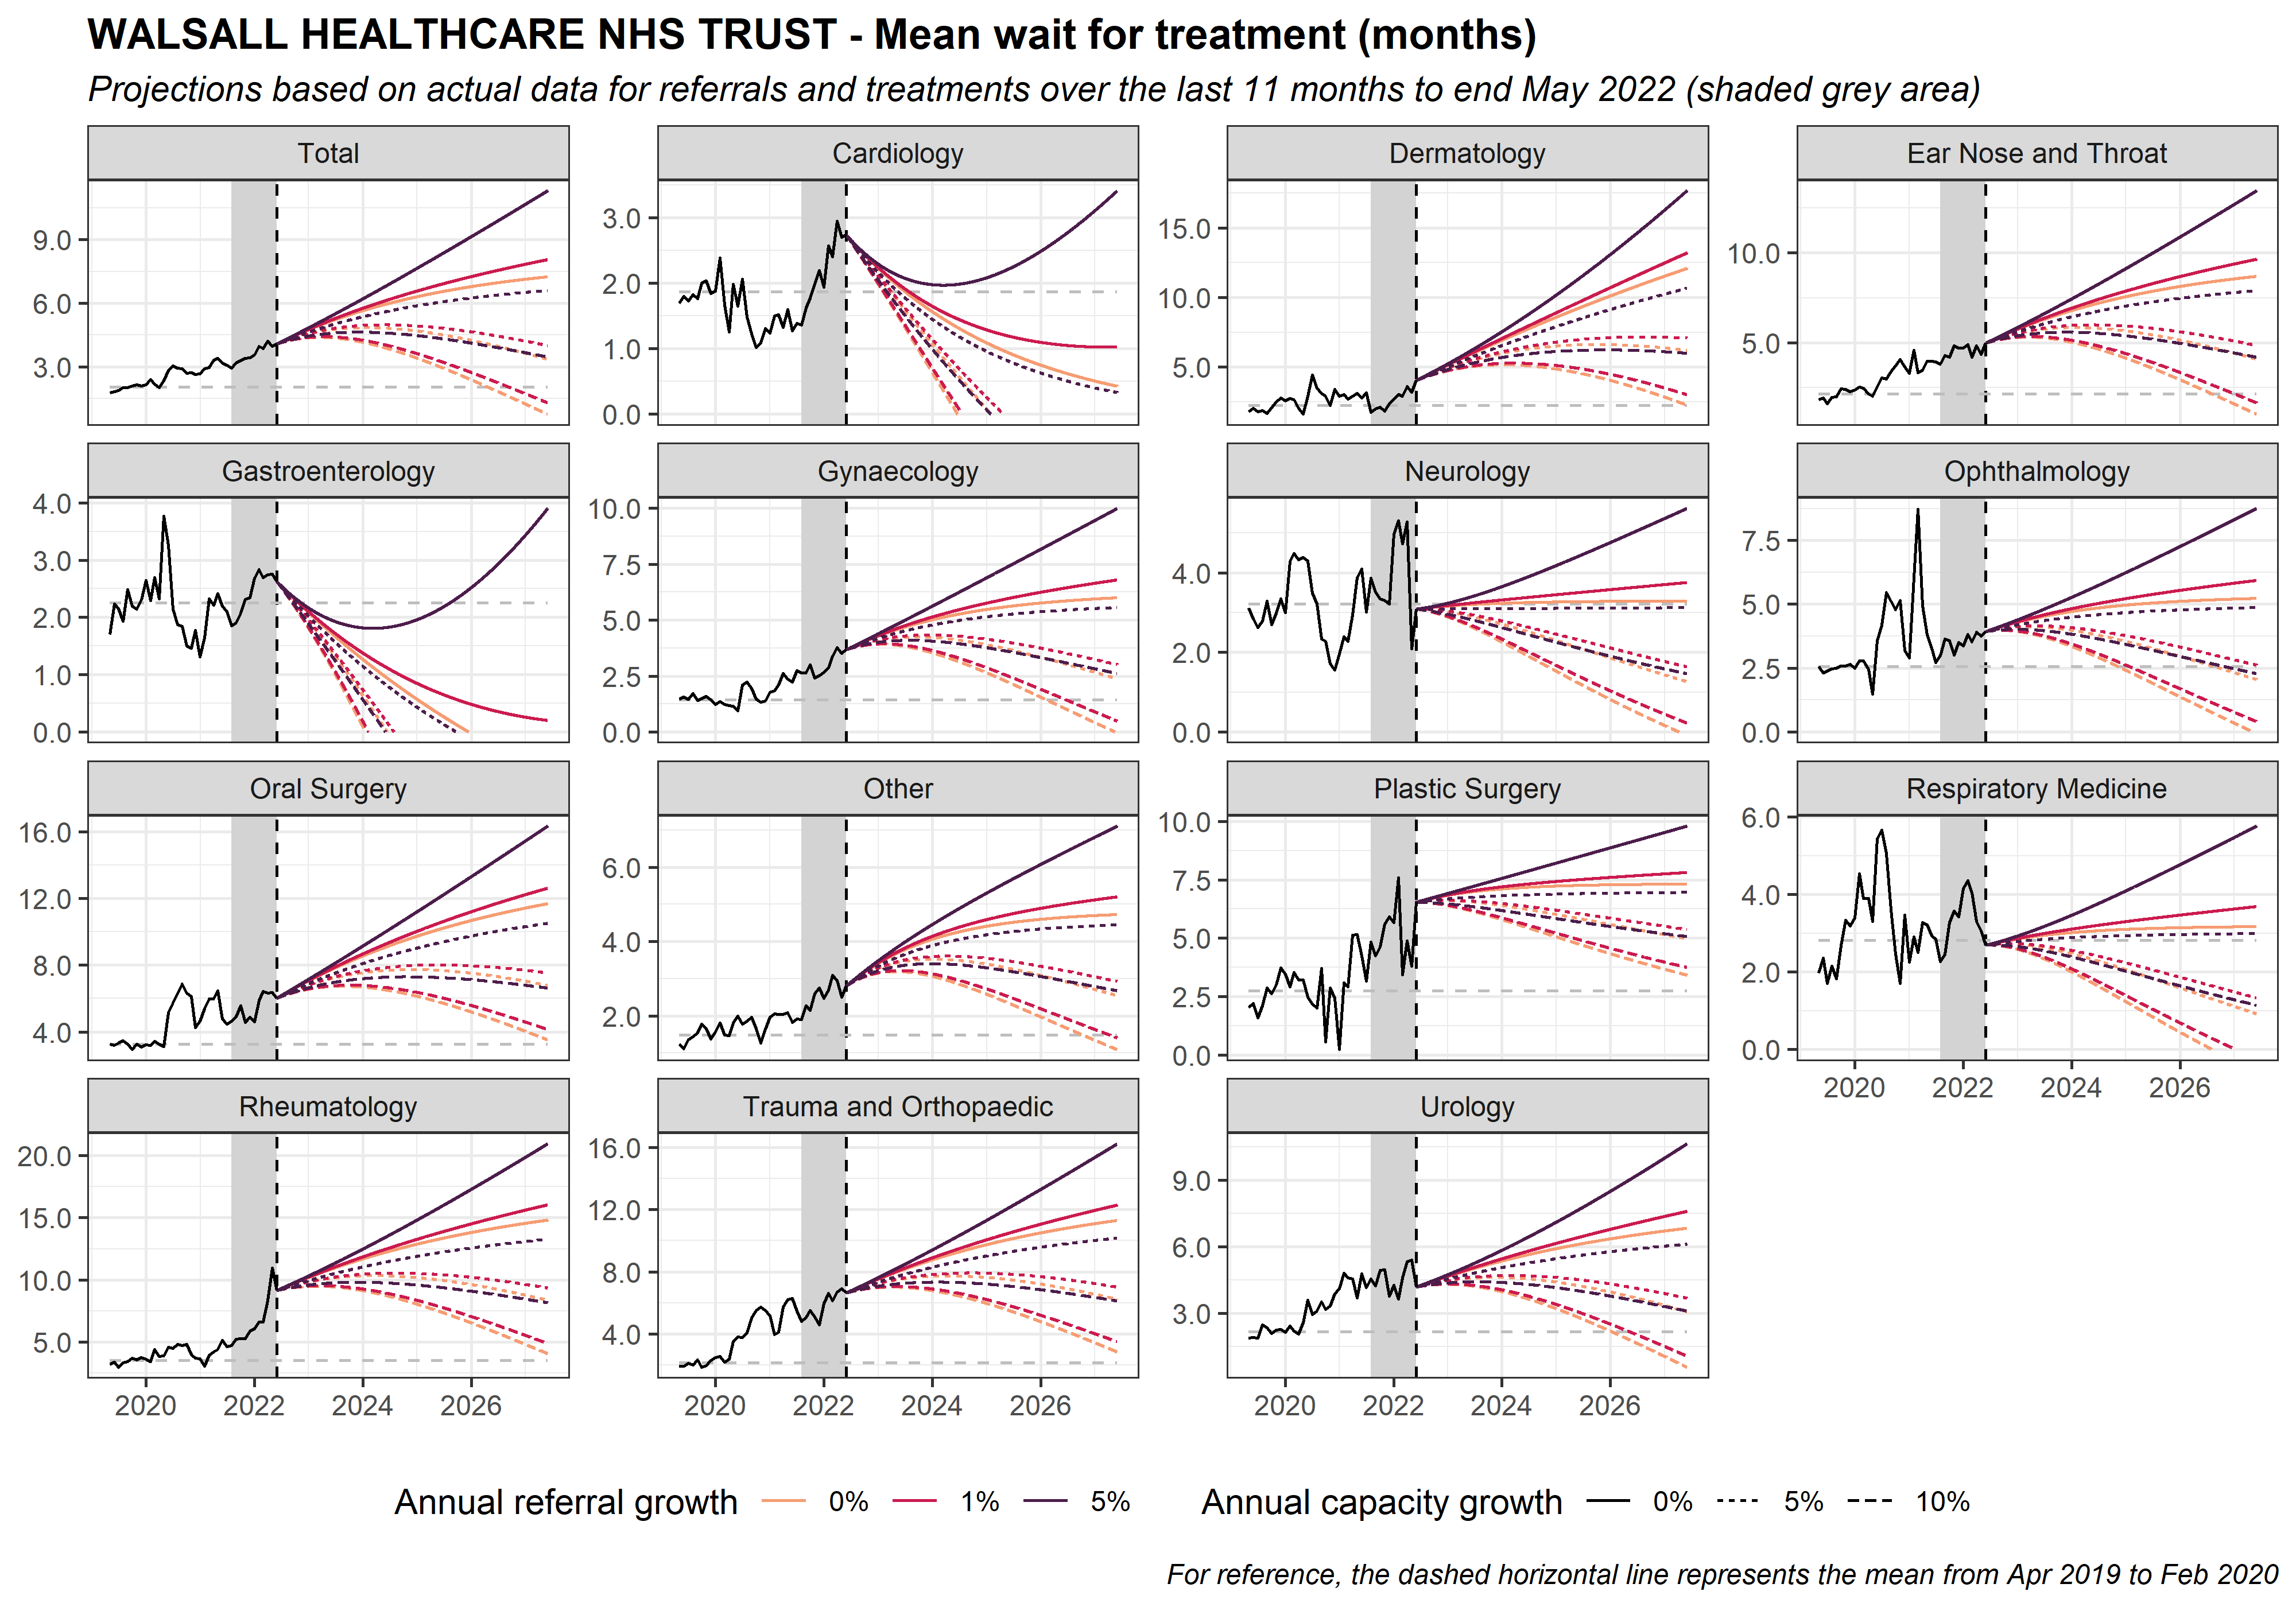 WALSALL HEALTHCARE NHS TRUST - Mean wait for treatment (months)
Projections based on actual data for referrals and treatments over the last 11 months to end May 2022 (shaded grey area)
Total
Cardiology
Dermatology
Ear Nose and Throat
9.0
6.0
3.0
3.0
2.0
1.0
0.0
15.0
10.0
5.0
10.0
5.0
Gastroenterology
Gynaecology
Neurology
Ophthalmology
4.0
3.0
2.0
1.0
0.0
10.0
7.5
5.0
2.5
0.0
4.0
2.0
0.0
7.5
5.0
2.5
0.0
Oral Surgery
Other
Plastic Surgery
Respiratory Medicine
16.0
12.0
8.0
4.0
6.0
4.0
2.0
10.0
7.5
5.0
2.5
0.0
6.0
4.0
2.0
0.0
2020 2022 2024 2026
Rheumatology
Trauma and Orthopaedic
Urology
20.0
15.0
10.0
5.0
16.0
12.0
8.0
4.0
9.0
6.0
3.0
2020 2022 2024 2026
2020 2022 2024 2026
2020 2022 2024 2026
Annual referral growth 0% 1% 5%
Annual capacity growth 0% 5% 10%
For reference, the dashed horizontal line represents the mean from Apr 2019 to Feb 2020